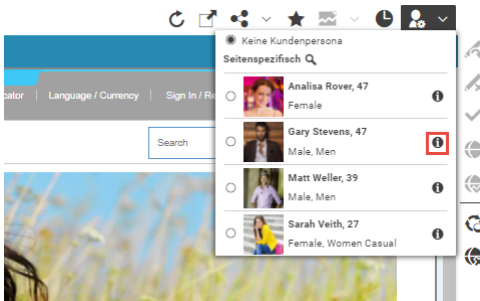 Keine Kundenpersona
Seitenspezifisch
Analisa Rover, 47
Female
cator | Language / Currency | Sign In / Re
Gary Stevens, 47
Male, Men
Search
Matt Weller, 39
Male, Men
Sarah Veith, 27
Female, Women Casual